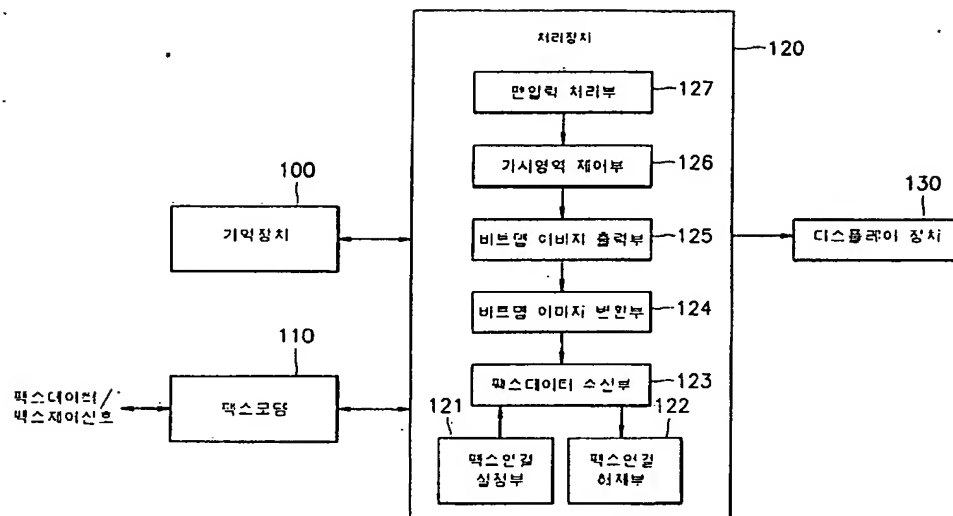 처리장치
120
펜입력 처리부
127
가시영역 제어부
126
100
기억장치
비트맵 이미지 출력부
125
130
디스플레이 장치
비트맵 이미지 변환부
124
110
팩스모뎀
팩스데이터/
팩스제어신호
팩스데이터 수신부
123
121
122
팩스연결
설정부
팩스연결
해제부